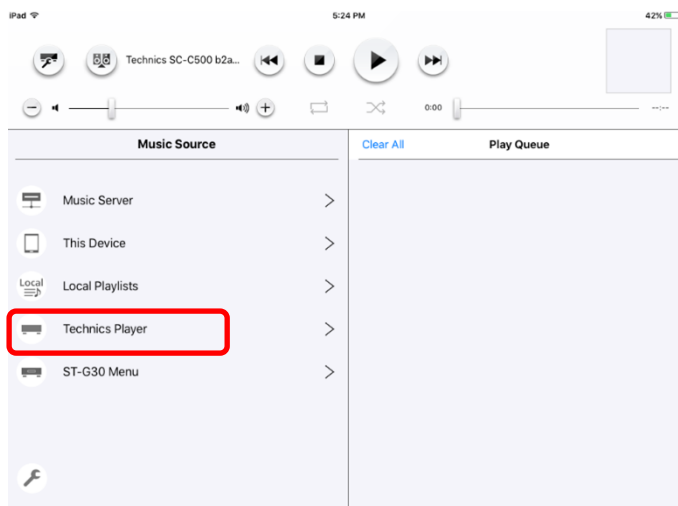 iPad 5:24 PM 42%
Technics SC-C500 b2a...
0:00 --:--
Music Source
Clear All Play Queue
Music Server
This Device
Local Local Playlists
Technics Player
ST-G30 Menu